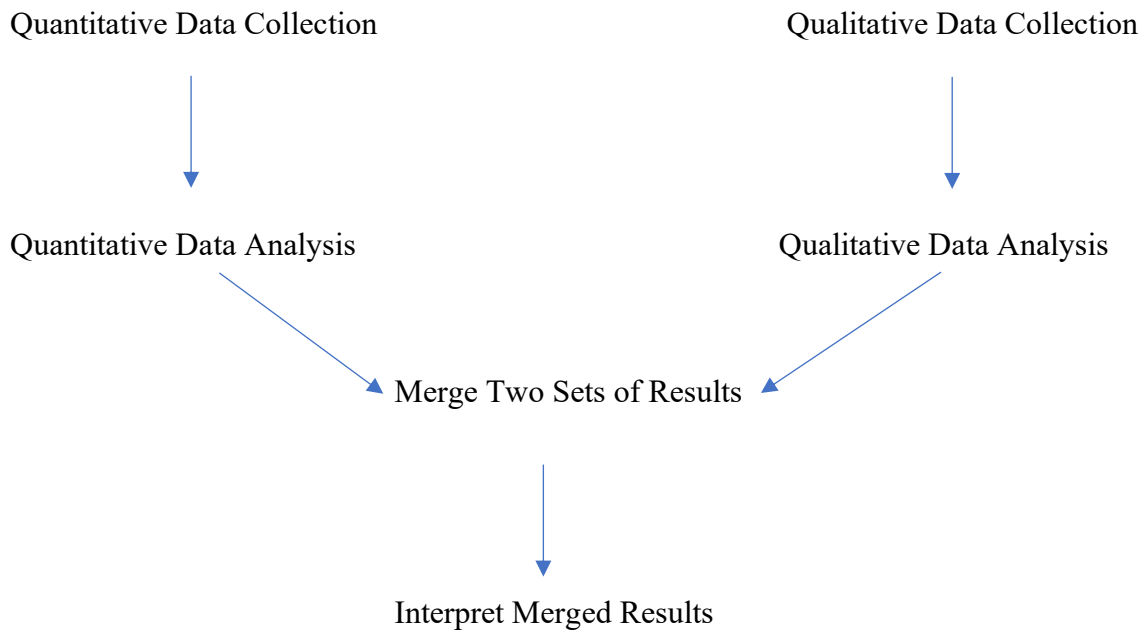 Quantitative Data Collection
Qualitative Data Collection
Quantitative Data Analysis
Qualitative Data Analysis
Merge Two Sets of Results
Interpret Merged Results